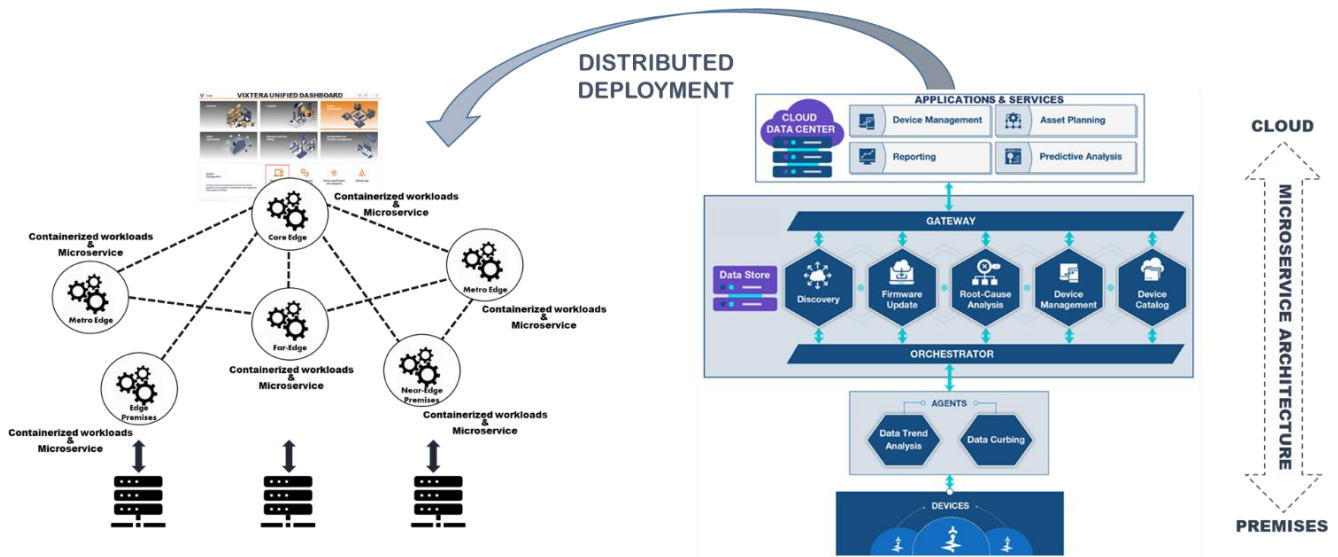 DISTRIBUTED
DEPLOYMENT
VIXTERA UNIFIED DASHBOARD
Containerized workloads
&
Microservice
Core Edge
Containerized workloads
&
Microservice
Metro Edge
Metro Edge
Containerized workloads
&
Microservice
Far-Edge
Containerized workloads
&
Microservice
Edge
Premises
Near-Edge
Premises
Containerized workloads
&
Microservice
Containerized workloads
&
Microservice
APPLICATIONS & SERVICES
CLOUD
DATA CENTER
Device Management
Asset Planning
Reporting
Predictive Analysis
GATEWAY
Data Store
Discovery
Firmware
Update
Root-Cause
Analysis
Device
Management
Device
Catalog
ORCHESTRATOR
AGENTS
Data Trend
Analysis
Data Curbing
DEVICES
CLOUD
MICROSERVICE ARCHITECTURE
PREMISES